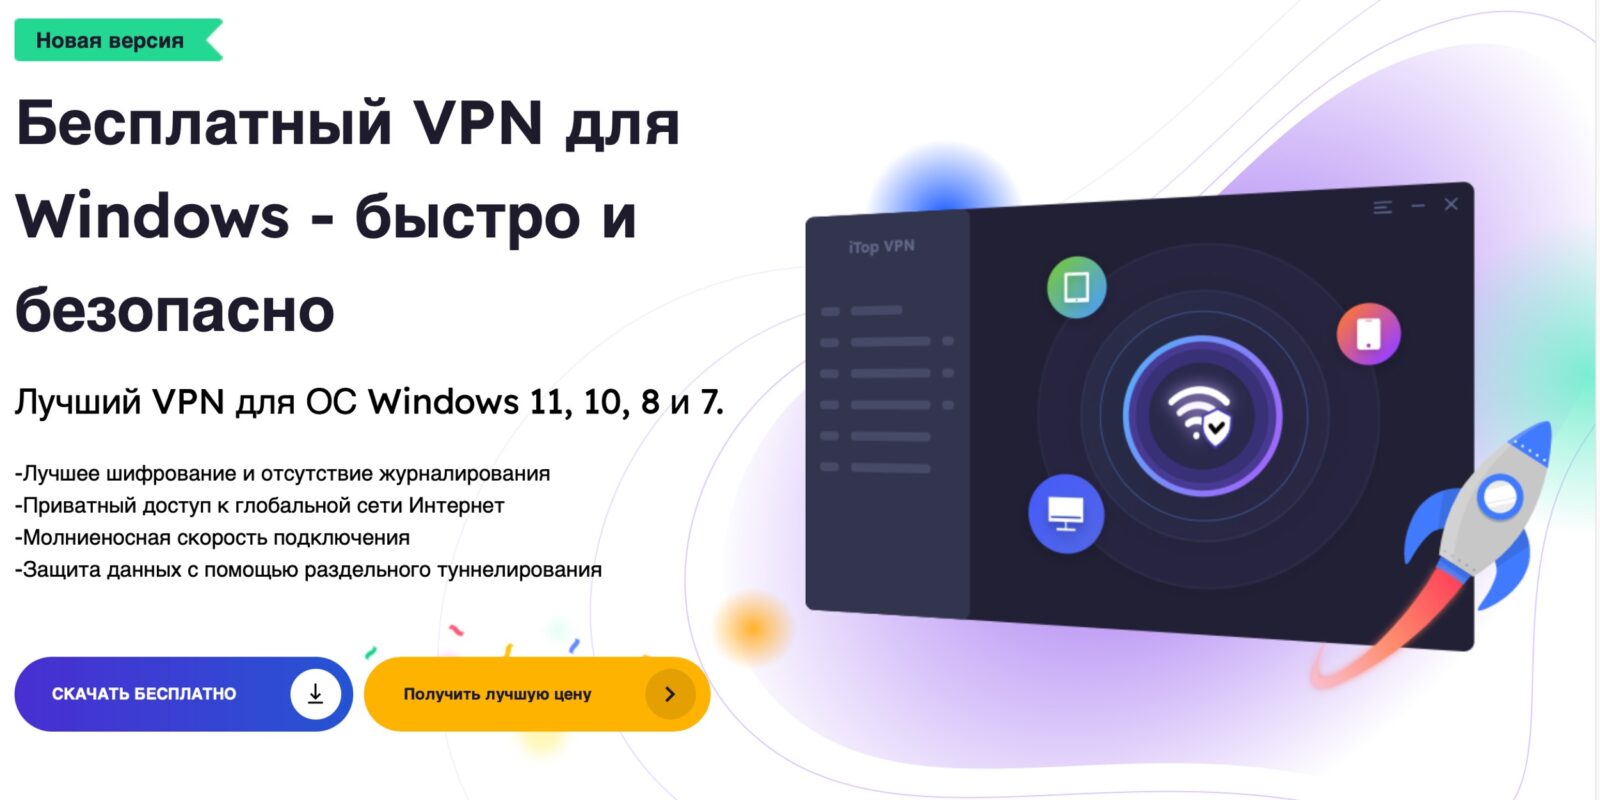 Новая версия
Бесплатный VPN для
Windows - быстро и
безопасно
Лучший VPN для ОС Windows 11, 10, 8 и 7.
-Лучшее шифрование и отсутствие журналирования
-Приватный доступ к глобальной сети Интернет
-Молниеносная скорость подключения
-Защита данных с помощью раздельного туннелирования
СКАЧАТЬ БЕСПЛАТНО
Получить лучшую цену
iTop VPN